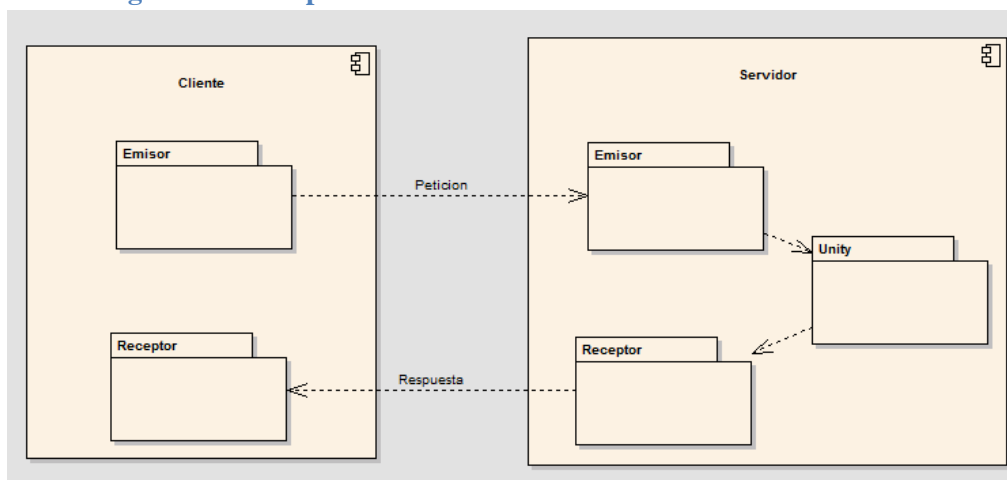 Cliente
Servidor
Emisor
Emisor
Peticion
Unity
Receptor
Receptor
Respuesta